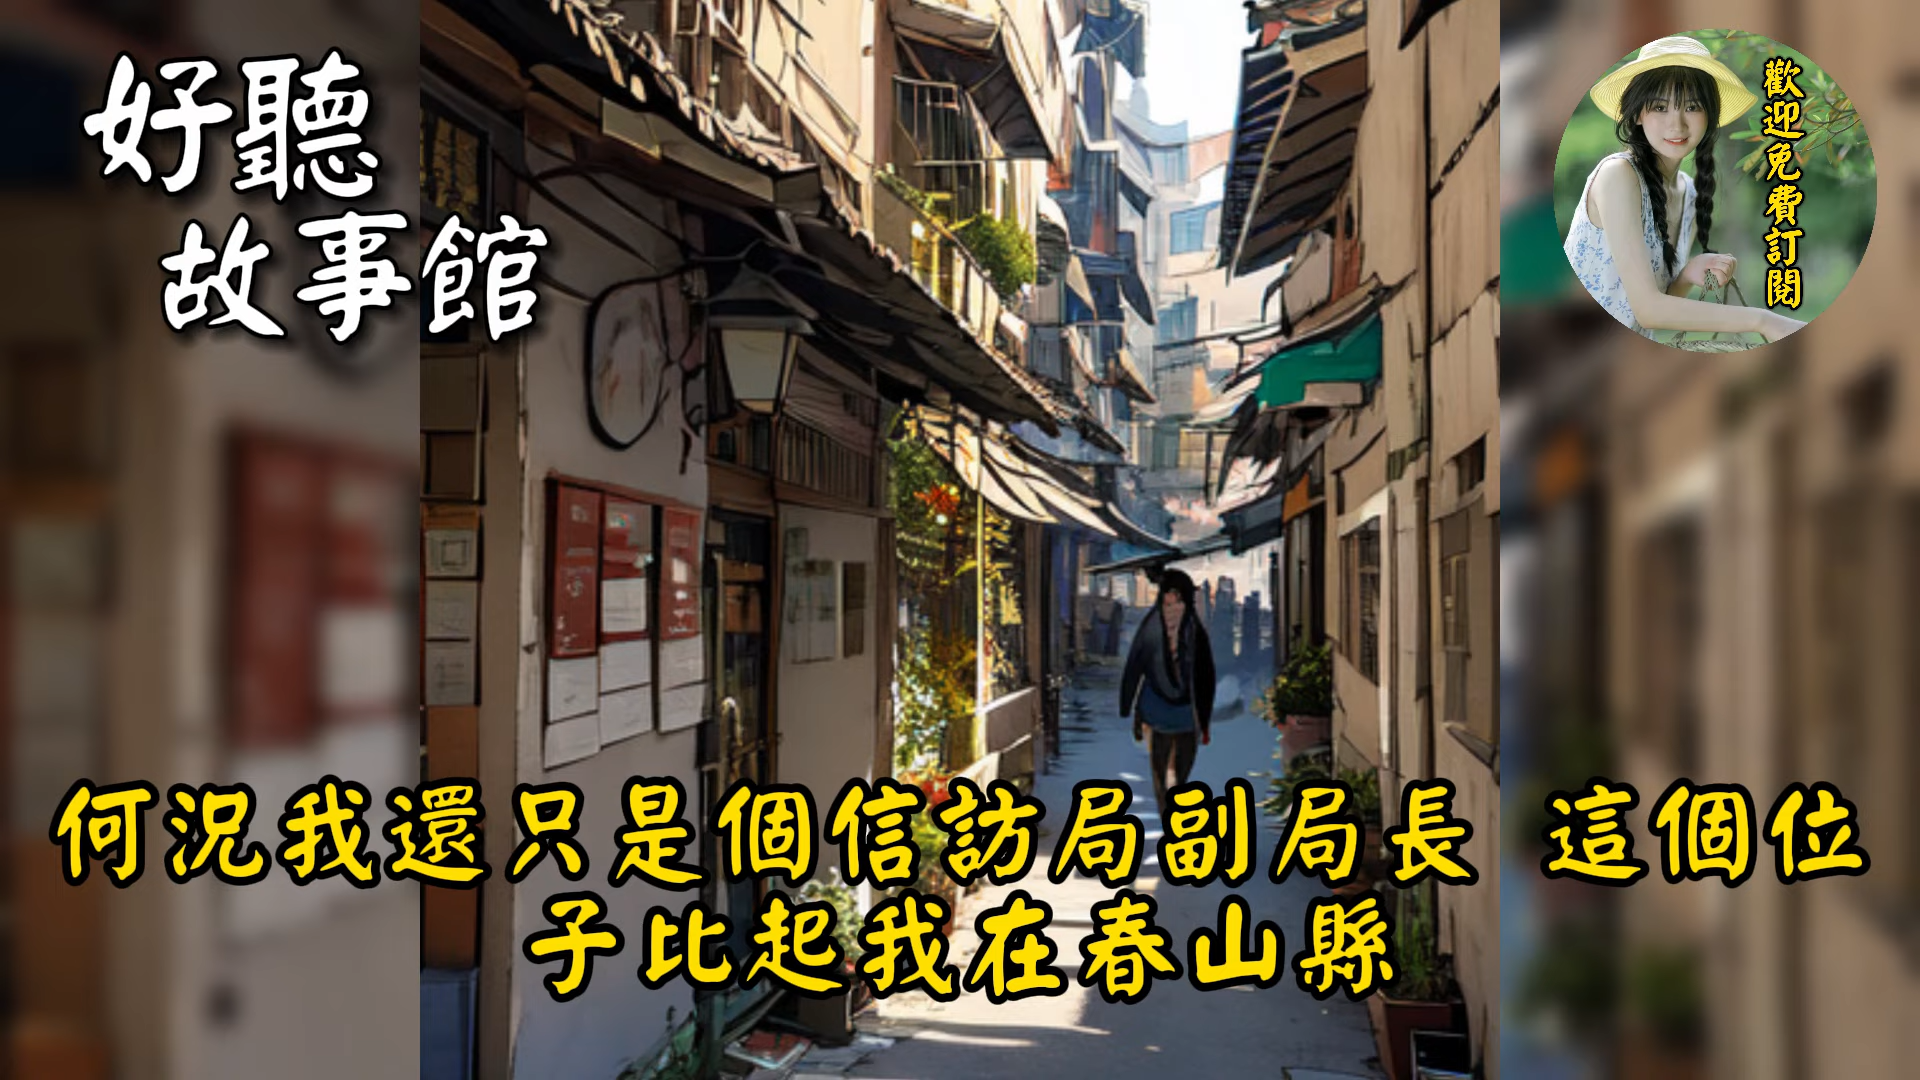 好聽
故事館
歡迎免費訂閱
何況我還只是個信訪局副局長 這個位
子比起我在春山縣